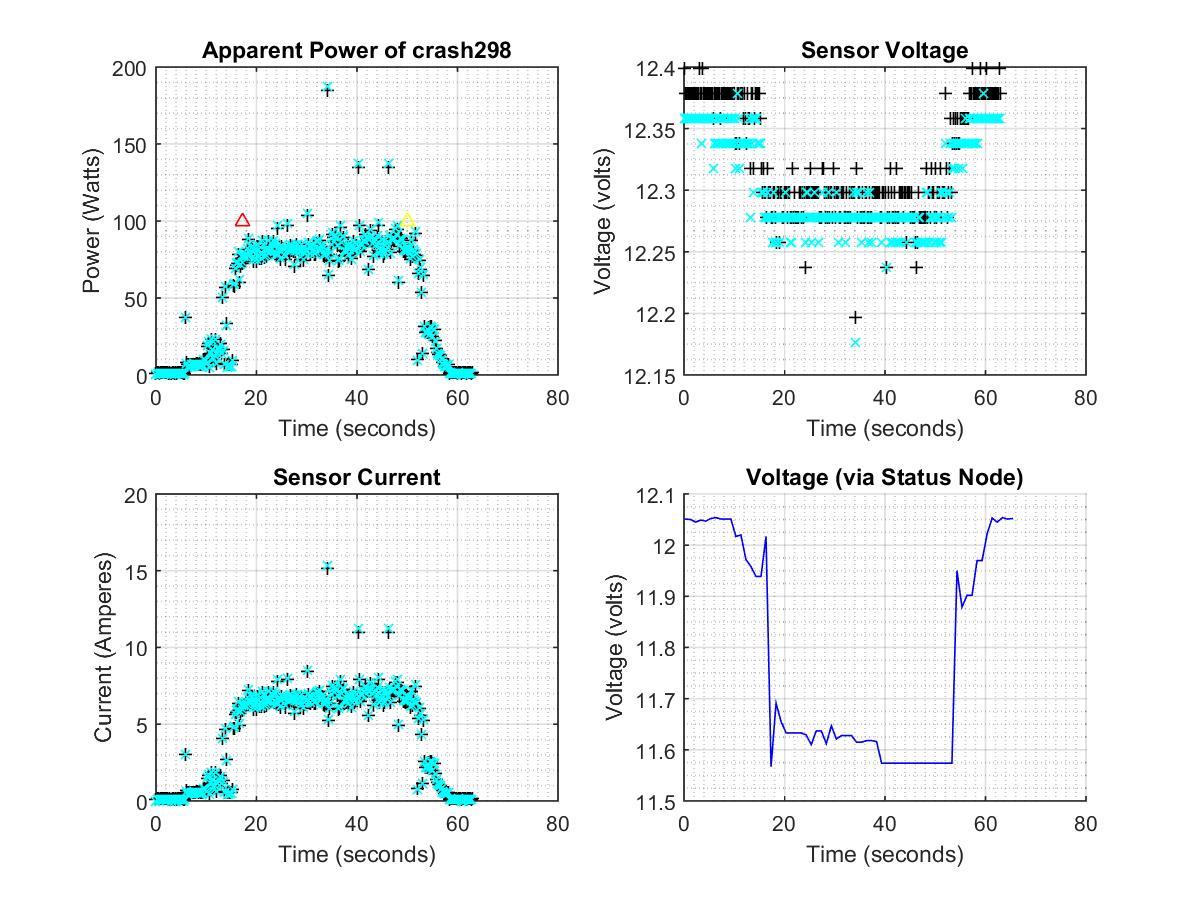 Apparent Power of crash298
200
150
100
50
0
Power (Watts)
0 20 40 60 80
Time (seconds)
Sensor Voltage
12.4
12.35
12.3
12.25
12.2
12.15
Voltage (volts)
0 20 40 60 80
Time (seconds)
Sensor Current
20
15
10
5
0
Current (Amperes)
0 20 40 60 80
Time (seconds)
Voltage (via Status Node)
12.1
12
11.9
11.8
11.7
11.6
11.5
Voltage (volts)
0 20 40 60 80
Time (seconds)